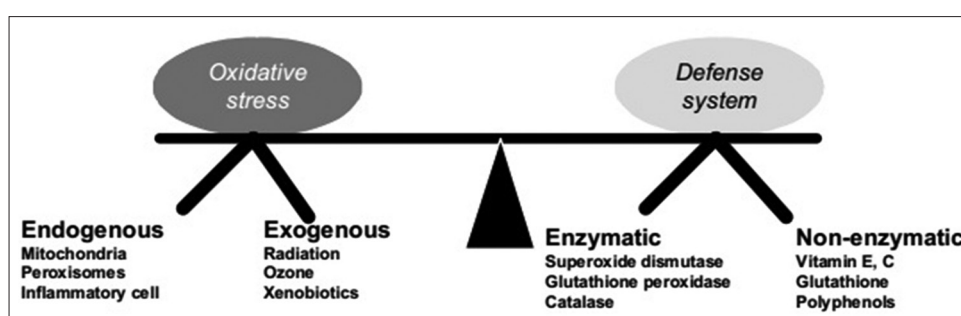 Oxidative
stress
Defense
system
Endogenous
Mitochondria
Peroxisomes
Inflammatory cell
Exogenous
Radiation
Ozone
Xenobiotics
Enzymatic
Superoxide dismutase
Glutathione peroxidase
Catalase
Non-enzymatic
Vitamin E, C
Glutathione
Polyphenols